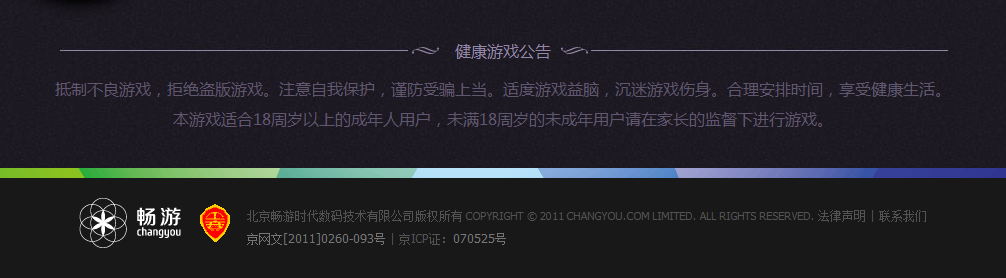 健康游戏公告
抵制不良游戏，拒绝盗版游戏。注意自我保护，谨防受骗上当。适度游戏益脑，沉迷游戏伤身。合理安排时间，享受健康生活。
本游戏适合18周岁以上的成年人用户，未满18周岁的未成年用户请在家长的监督下进行游戏。
畅游
changyou
北京畅游时代数码技术有限公司版权所有 COPYRIGHT © 2011 CHANGYOU.COM LIMITED. ALL RIGHTS RESERVED. 法律声明 | 联系我们
京网文[2011]0260-093号 | 京ICP证：070525号